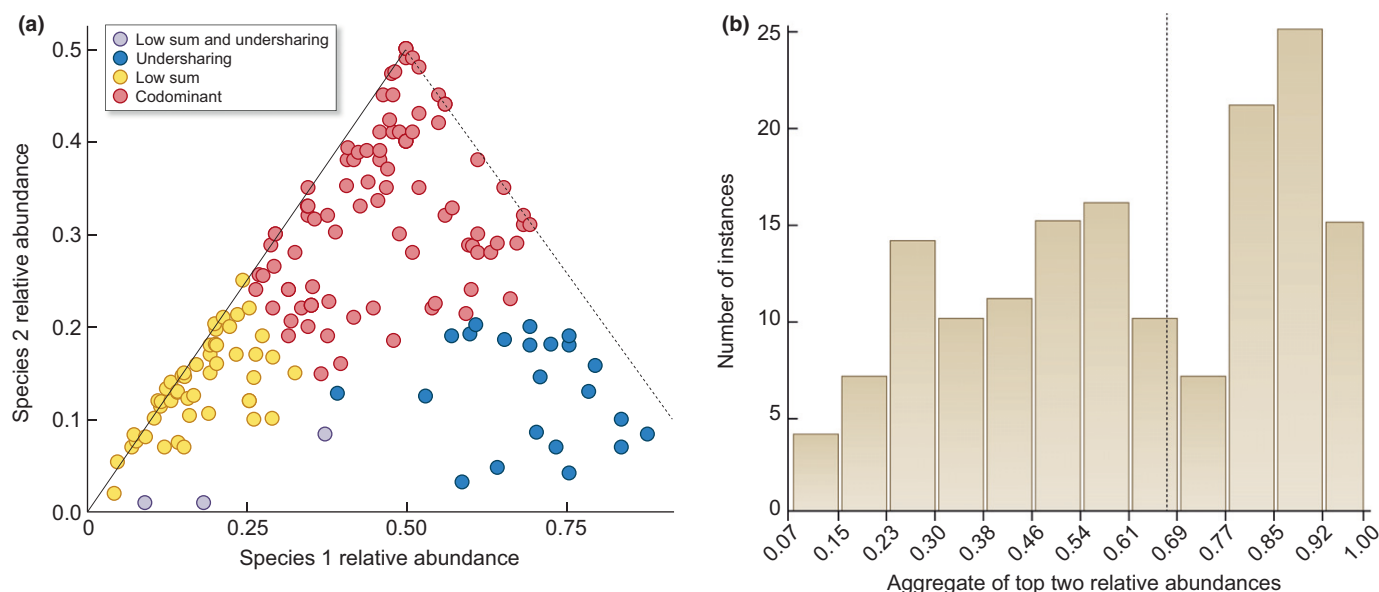 (a)
Low sum and undersharing
Undersharing
Low sum
Codominant
Species 2 relative abundance
0.5
0.4
0.3
0.2
0.1
0.0
0
0.25
0.50
0.75
Species 1 relative abundance
(b)
Number of instances
25
20
15
10
5
0
0.07
0.15
0.23
0.30
0.38
0.46
0.54
0.61
0.69
0.77
0.85
0.92
1.00
Aggregate of top two relative abundances